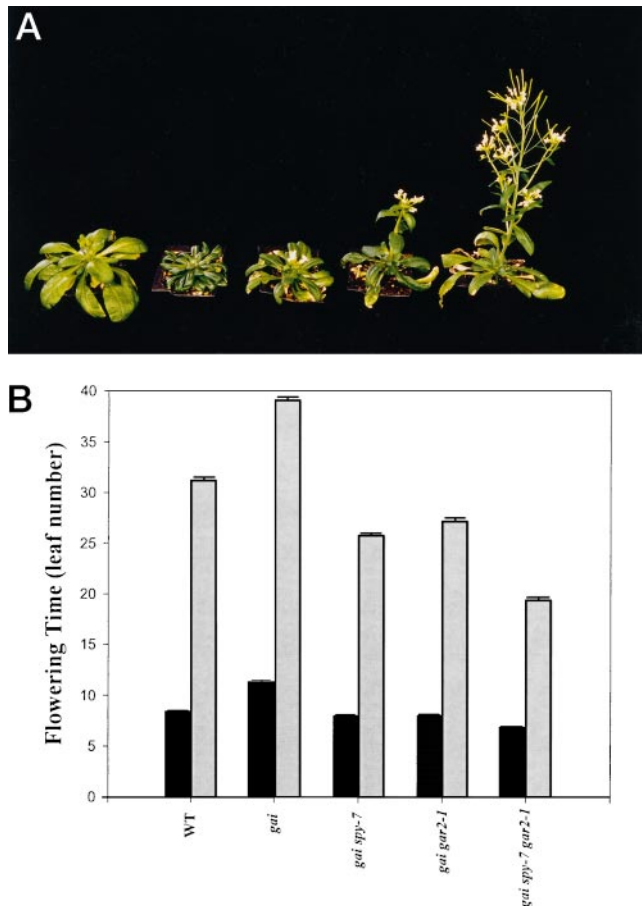 A
B
Flowering Time (leaf number)
40
35
30
25
20
15
10
5
0
WT
gai
gai spy-7
gai gar2-1
gai spy-7 gar2-1